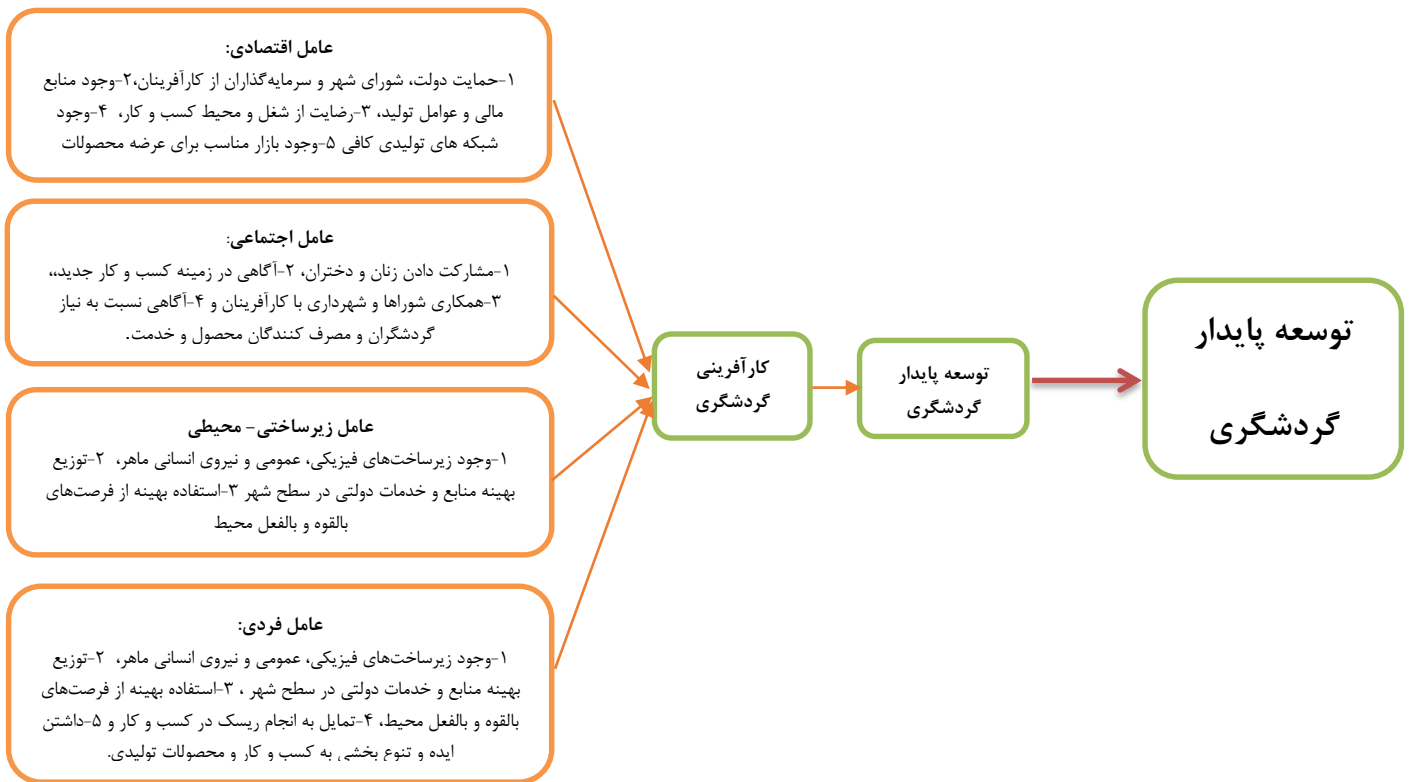 عامل اقتصادی:
۱-حمایت دولت، شورای شهر و سرمایه‌گذاران از کارآفرینان،۲-وجود منابع
مالی و عوامل تولید، ۳-رضایت از شغل و محیط کسب و کار، ۴-وجود
شبکه های تولیدی کافی ۵-وجود بازار مناسب برای عرضه محصولات
عامل اجتماعی:
۱-مشارکت دادن زنان و دختران، ۲-آگاهی در زمینه کسب و کار جدید،،
۳-همکاری شوراها و شهرداری با کارآفرینان و ۴-آگاهی نسبت به نیاز
گردشگران و مصرف کنندگان محصول و خدمت.
عامل زیرساختی- محیطی
۱-وجود زیرساخت‌های فیزیکی، عمومی و نیروی انسانی ماهر، ۲-توزیع
بهینه منابع و خدمات دولتی در سطح شهر ۳-استفاده بهینه از فرصت‌های
بالقوه و بالفعل محیط
عامل فردی:
۱-وجود زیرساخت‌های فیزیکی، عمومی و نیروی انسانی ماهر، ۲-توزیع
بهینه منابع و خدمات دولتی در سطح شهر ، ۳-استفاده بهینه از فرصت‌های
بالقوه و بالفعل محیط، ۴-تمایل به انجام ریسک در کسب و کار و ۵-داشتن
ایده و تنوع بخشی به کسب و کار و محصولات تولیدی.
کارآفرینی
گردشگری
توسعه پایدار
گردشگری
توسعه پایدار
گردشگری